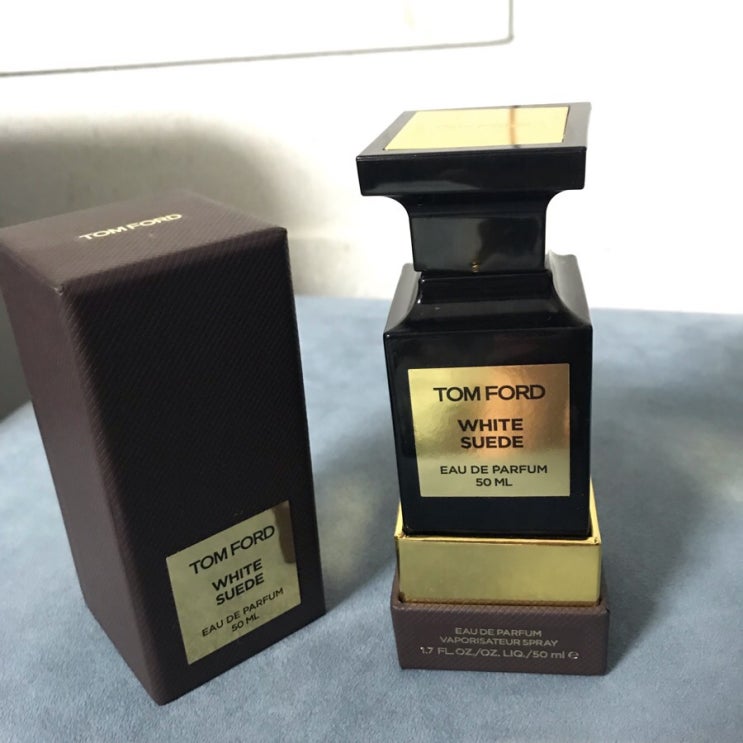 TOM FORD
TOM FORD
WHITE
SUEDE
EAU DE PARFUM
50 ML
TOM FORD
WHITE
SUEDE
EAU DE PARFUM
50 ML
EAU DE PARFUM
VAPORISATEUR SPRAY
1.7 FL.OZ./OZ. LIQ./50 ml ℮